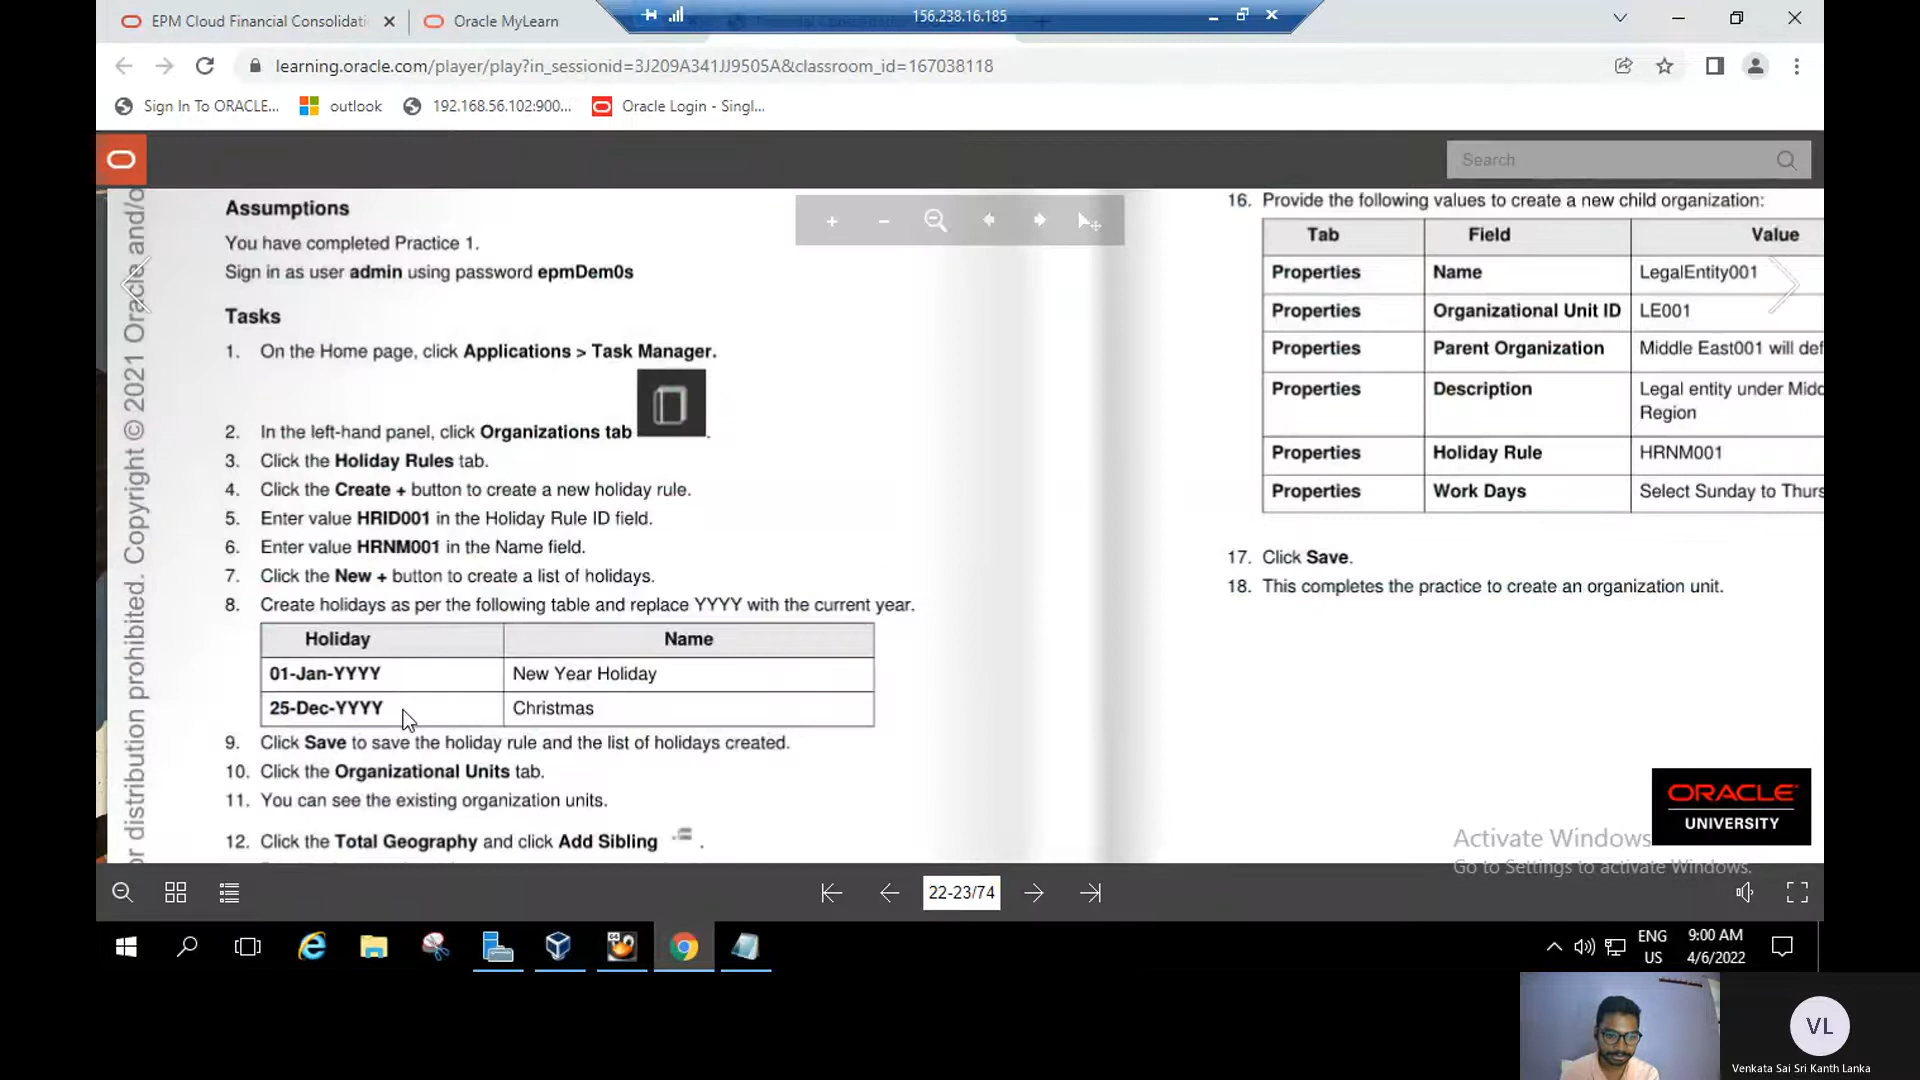 EPM Cloud Financial Consolidati
Oracle MyLearn
156.238.16.185
learning.oracle.com/player/play?in_sessionid=3J209A341JJ9505A&classroom_id=167038118
Sign In To ORACLE...
outlook
192.168.56.102:900...
Oracle Login - Singl...
Search
or distribution prohibited. Copyright © 2021 Oracle and/o
Assumptions
You have completed Practice 1.
Sign in as user admin using password epmDem0s
Tasks
1. On the Home page, click Applications > Task Manager.
2. In the left-hand panel, click Organizations tab .
3. Click the Holiday Rules tab.
4. Click the Create + button to create a new holiday rule.
5. Enter value HRID001 in the Holiday Rule ID field.
6. Enter value HRNM001 in the Name field.
7. Click the New + button to create a list of holidays.
8. Create holidays as per the following table and replace YYYY with the current year.
Holiday Name
01-Jan-YYYY New Year Holiday
25-Dec-YYYY Christmas
9. Click Save to save the holiday rule and the list of holidays created.
10. Click the Organizational Units tab.
11. You can see the existing organization units.
12. Click the Total Geography and click Add Sibling .
16. Provide the following values to create a new child organization:
Tab Field Value
Properties Name LegalEntity001
Properties Organizational Unit ID LE001
Properties Parent Organization Middle East001 will def
Properties Description Legal entity under Midd
Region
Properties Holiday Rule HRNM001
Properties Work Days Select Sunday to Thurs
17. Click Save.
18. This completes the practice to create an organization unit.
ORACLE
UNIVERSITY
Activate Windows
Go to Settings to activate Windows.
22-23/74
64
ENG
US
9:00 AM
4/6/2022
VL
Venkata Sai Sri Kanth Lanka